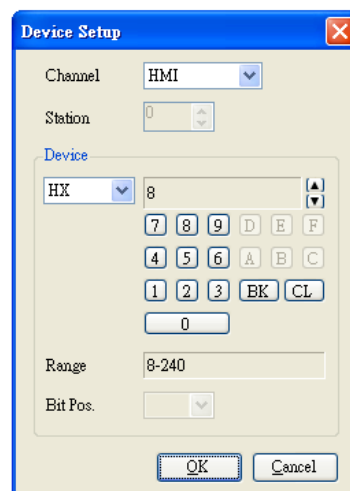 Device Setup
Channel HMI
Station 0
Device
HX 8
7 8 9 D E F
4 5 6 A B C
1 2 3 BK CL
0
Range 8-240
Bit Pos.
OK Cancel